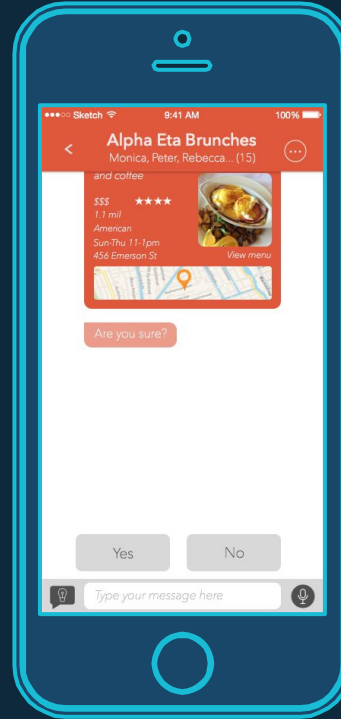 Sketch 9:41 AM 100%
Alpha Eta Brunches
Monica, Peter, Rebecca... (15)
and coffee
$$$ ★★★★
1.1 mil
American
Sun-Thu 11-1pm
456 Emerson St
View menu
Are you sure?
Yes No
Type your message here